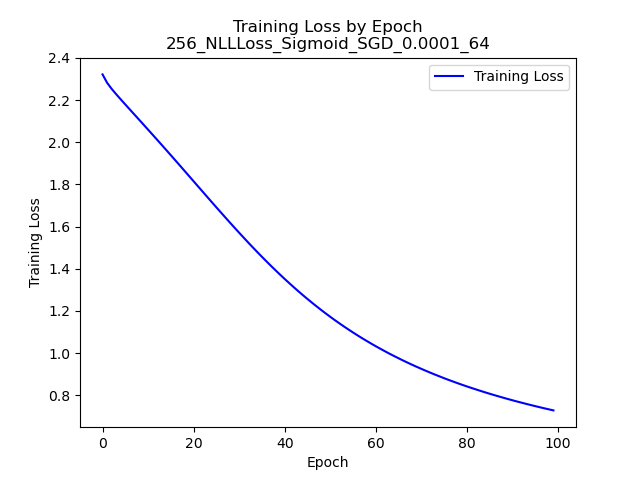 Training Loss by Epoch
256_NLLLoss_Sigmoid_SGD_0.0001_64
Training Loss
2.4
2.2
2.0
1.8
1.6
1.4
1.2
1.0
0.8
Training Loss
0 20 40 60 80 100
Epoch